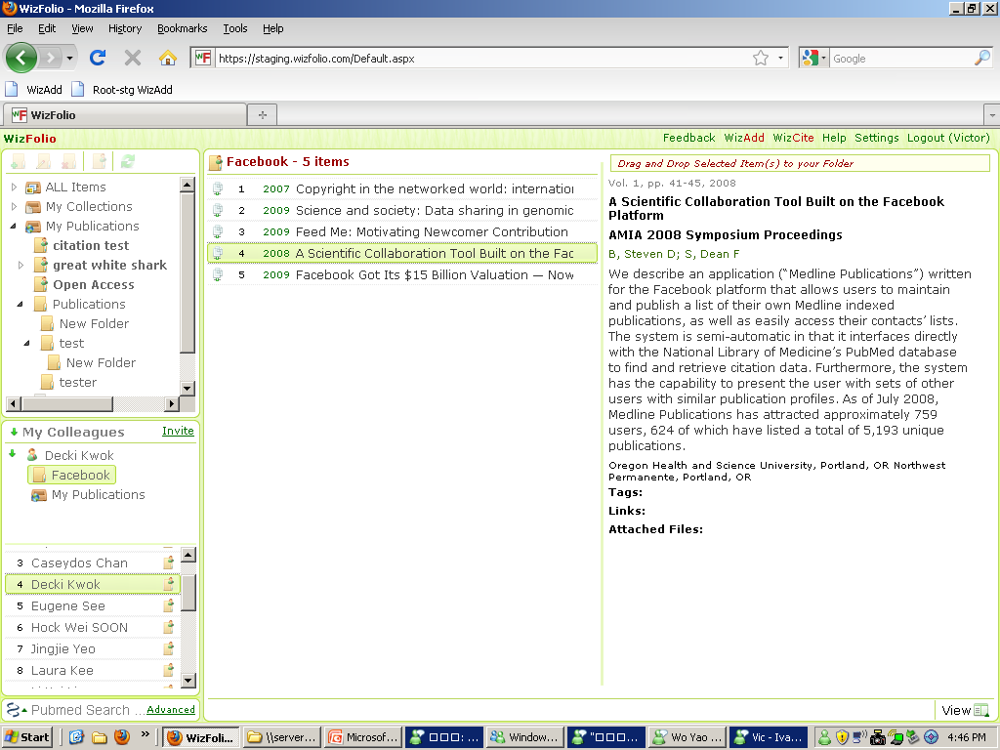 WizFolio - Mozilla Firefox
File Edit View History Bookmarks Tools Help
https://staging.wizfolio.com/Default.aspx
Google
WizAdd Root-stg WizAdd
WizFolio
WizFolio
Feedback WizAdd WizCite Help Settings Logout (Victor)
ALL Items
My Collections
My Publications
citation test
great white shark
Open Access
Publications
New Folder
test
New Folder
tester
My Colleagues Invite
Decki Kwok
Facebook
My Publications
3 Caseydos Chan
4 Decki Kwok
5 Eugene See
6 Hock Wei SOON
7 Jingjie Yeo
8 Laura Kee
Pubmed Search ... Advanced
Facebook - 5 items
1 2007 Copyright in the networked world: internation
2 2009 Science and society: Data sharing in genomic
3 2009 Feed Me: Motivating Newcomer Contribution
4 2008 A Scientific Collaboration Tool Built on the Fac
5 2009 Facebook Got Its $15 Billion Valuation — Now
Drag and Drop Selected Item(s) to your Folder
Vol. 1, pp. 41-45, 2008
A Scientific Collaboration Tool Built on the Facebook
Platform
AMIA 2008 Symposium Proceedings
B, Steven D; S, Dean F
We describe an application (“Medline Publications”) written
for the Facebook platform that allows users to maintain
and publish a list of their own Medline indexed
publications, as well as easily access their contacts’ lists.
The system is semi-automatic in that it interfaces directly
with the National Library of Medicine’s PubMed database
to find and retrieve citation data. Furthermore, the system
has the capability to present the user with sets of other
users with similar publication profiles. As of July 2008,
Medline Publications has attracted approximately 759
users, 624 of which have listed a total of 5,193 unique
publications.
Oregon Health and Science University, Portland, OR Northwest
Permanente, Portland, OR
Tags:
Links:
Attached Files:
View
Start
WizFoli...
\\server...
Microsof...
□□□: ...
Window...
"□□□...
Wo Yao ...
Vic - Iva...
4:46 PM